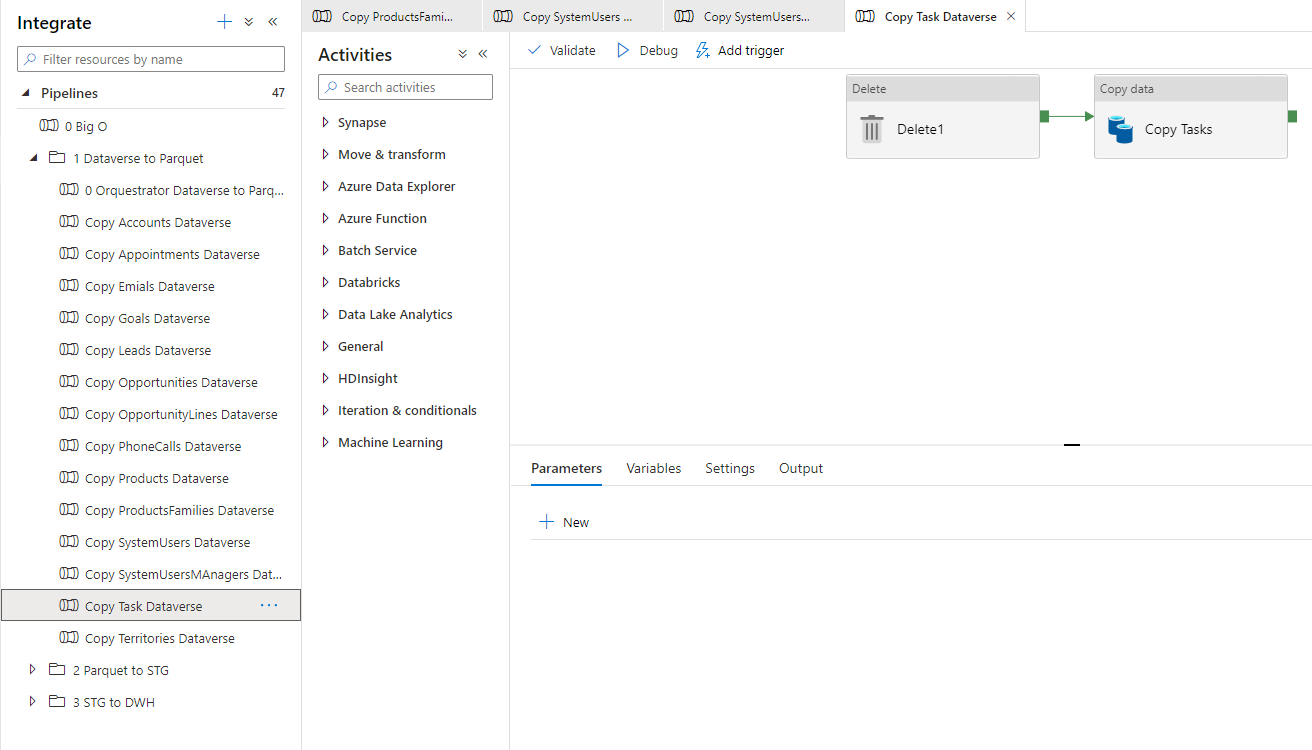 Integrate
Filter resources by name
Pipelines 47
0 Big O
1 Dataverse to Parquet
0 Orquestrator Dataverse to Parq...
Copy Accounts Dataverse
Copy Appointments Dataverse
Copy Emials Dataverse
Copy Goals Dataverse
Copy Leads Dataverse
Copy Opportunities Dataverse
Copy OpportunityLines Dataverse
Copy PhoneCalls Dataverse
Copy Products Dataverse
Copy ProductsFamilies Dataverse
Copy SystemUsers Dataverse
Copy SystemUsersMAnagers Dat...
Copy Task Dataverse ...
Copy Territories Dataverse
2 Parquet to STG
3 STG to DWH
Copy ProductsFami... Copy SystemUsers ... Copy SystemUsers... Copy Task Dataverse
Activities
Search activities
Synapse
Move & transform
Azure Data Explorer
Azure Function
Batch Service
Databricks
Data Lake Analytics
General
HDInsight
Iteration & conditionals
Machine Learning
Validate Debug Add trigger
Delete
Delete1
Copy data
Copy Tasks
Parameters Variables Settings Output
New